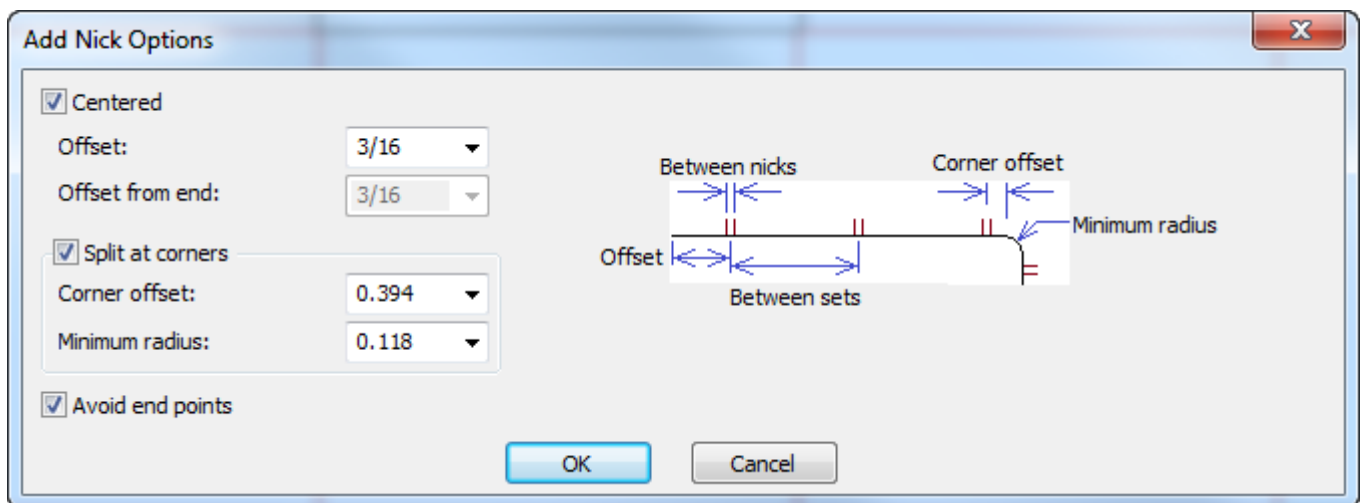 Add Nick Options
Centered
Offset: 3/16
Offset from end: 3/16
Split at corners
Corner offset: 0.394
Minimum radius: 0.118
Avoid end points
Between nicks Corner offset
Minimum radius
Offset
Between sets
OK Cancel